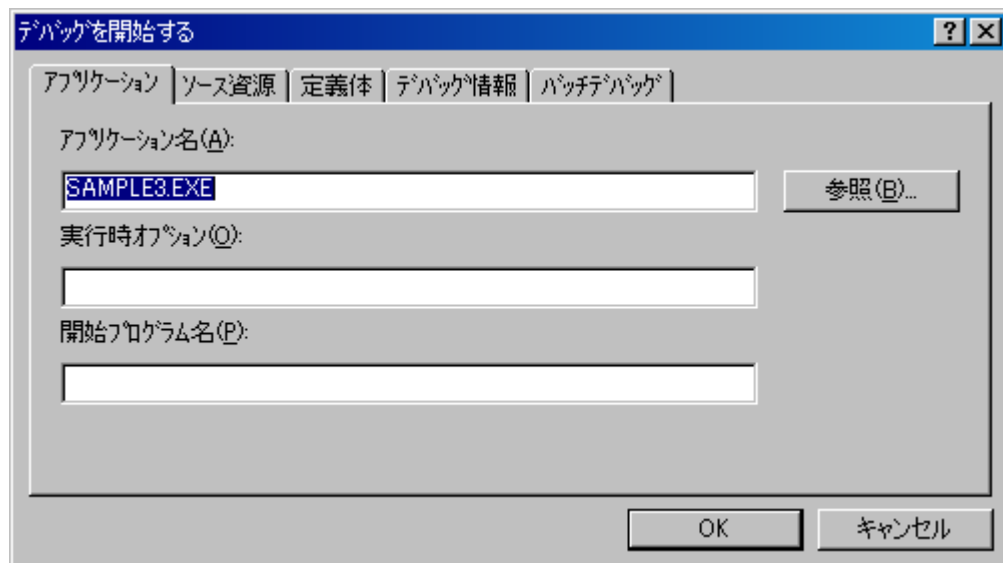 ﾃﾞﾊﾞｯｸﾞを開始する
ｱﾌﾟﾘｹｰｼｮﾝ ソース資源 定義体 ﾃﾞﾊﾞｯｸﾞ情報 ﾊﾞｯﾁﾃﾞﾊﾞｯｸﾞ
ｱﾌﾟﾘｹｰｼｮﾝ名(A):
SAMPLE3.EXE
参照(B)...
実行時ｵﾌﾟｼｮﾝ(O):
開始ﾌﾟﾛｸﾞﾗﾑ名(P):
OK キャンセル